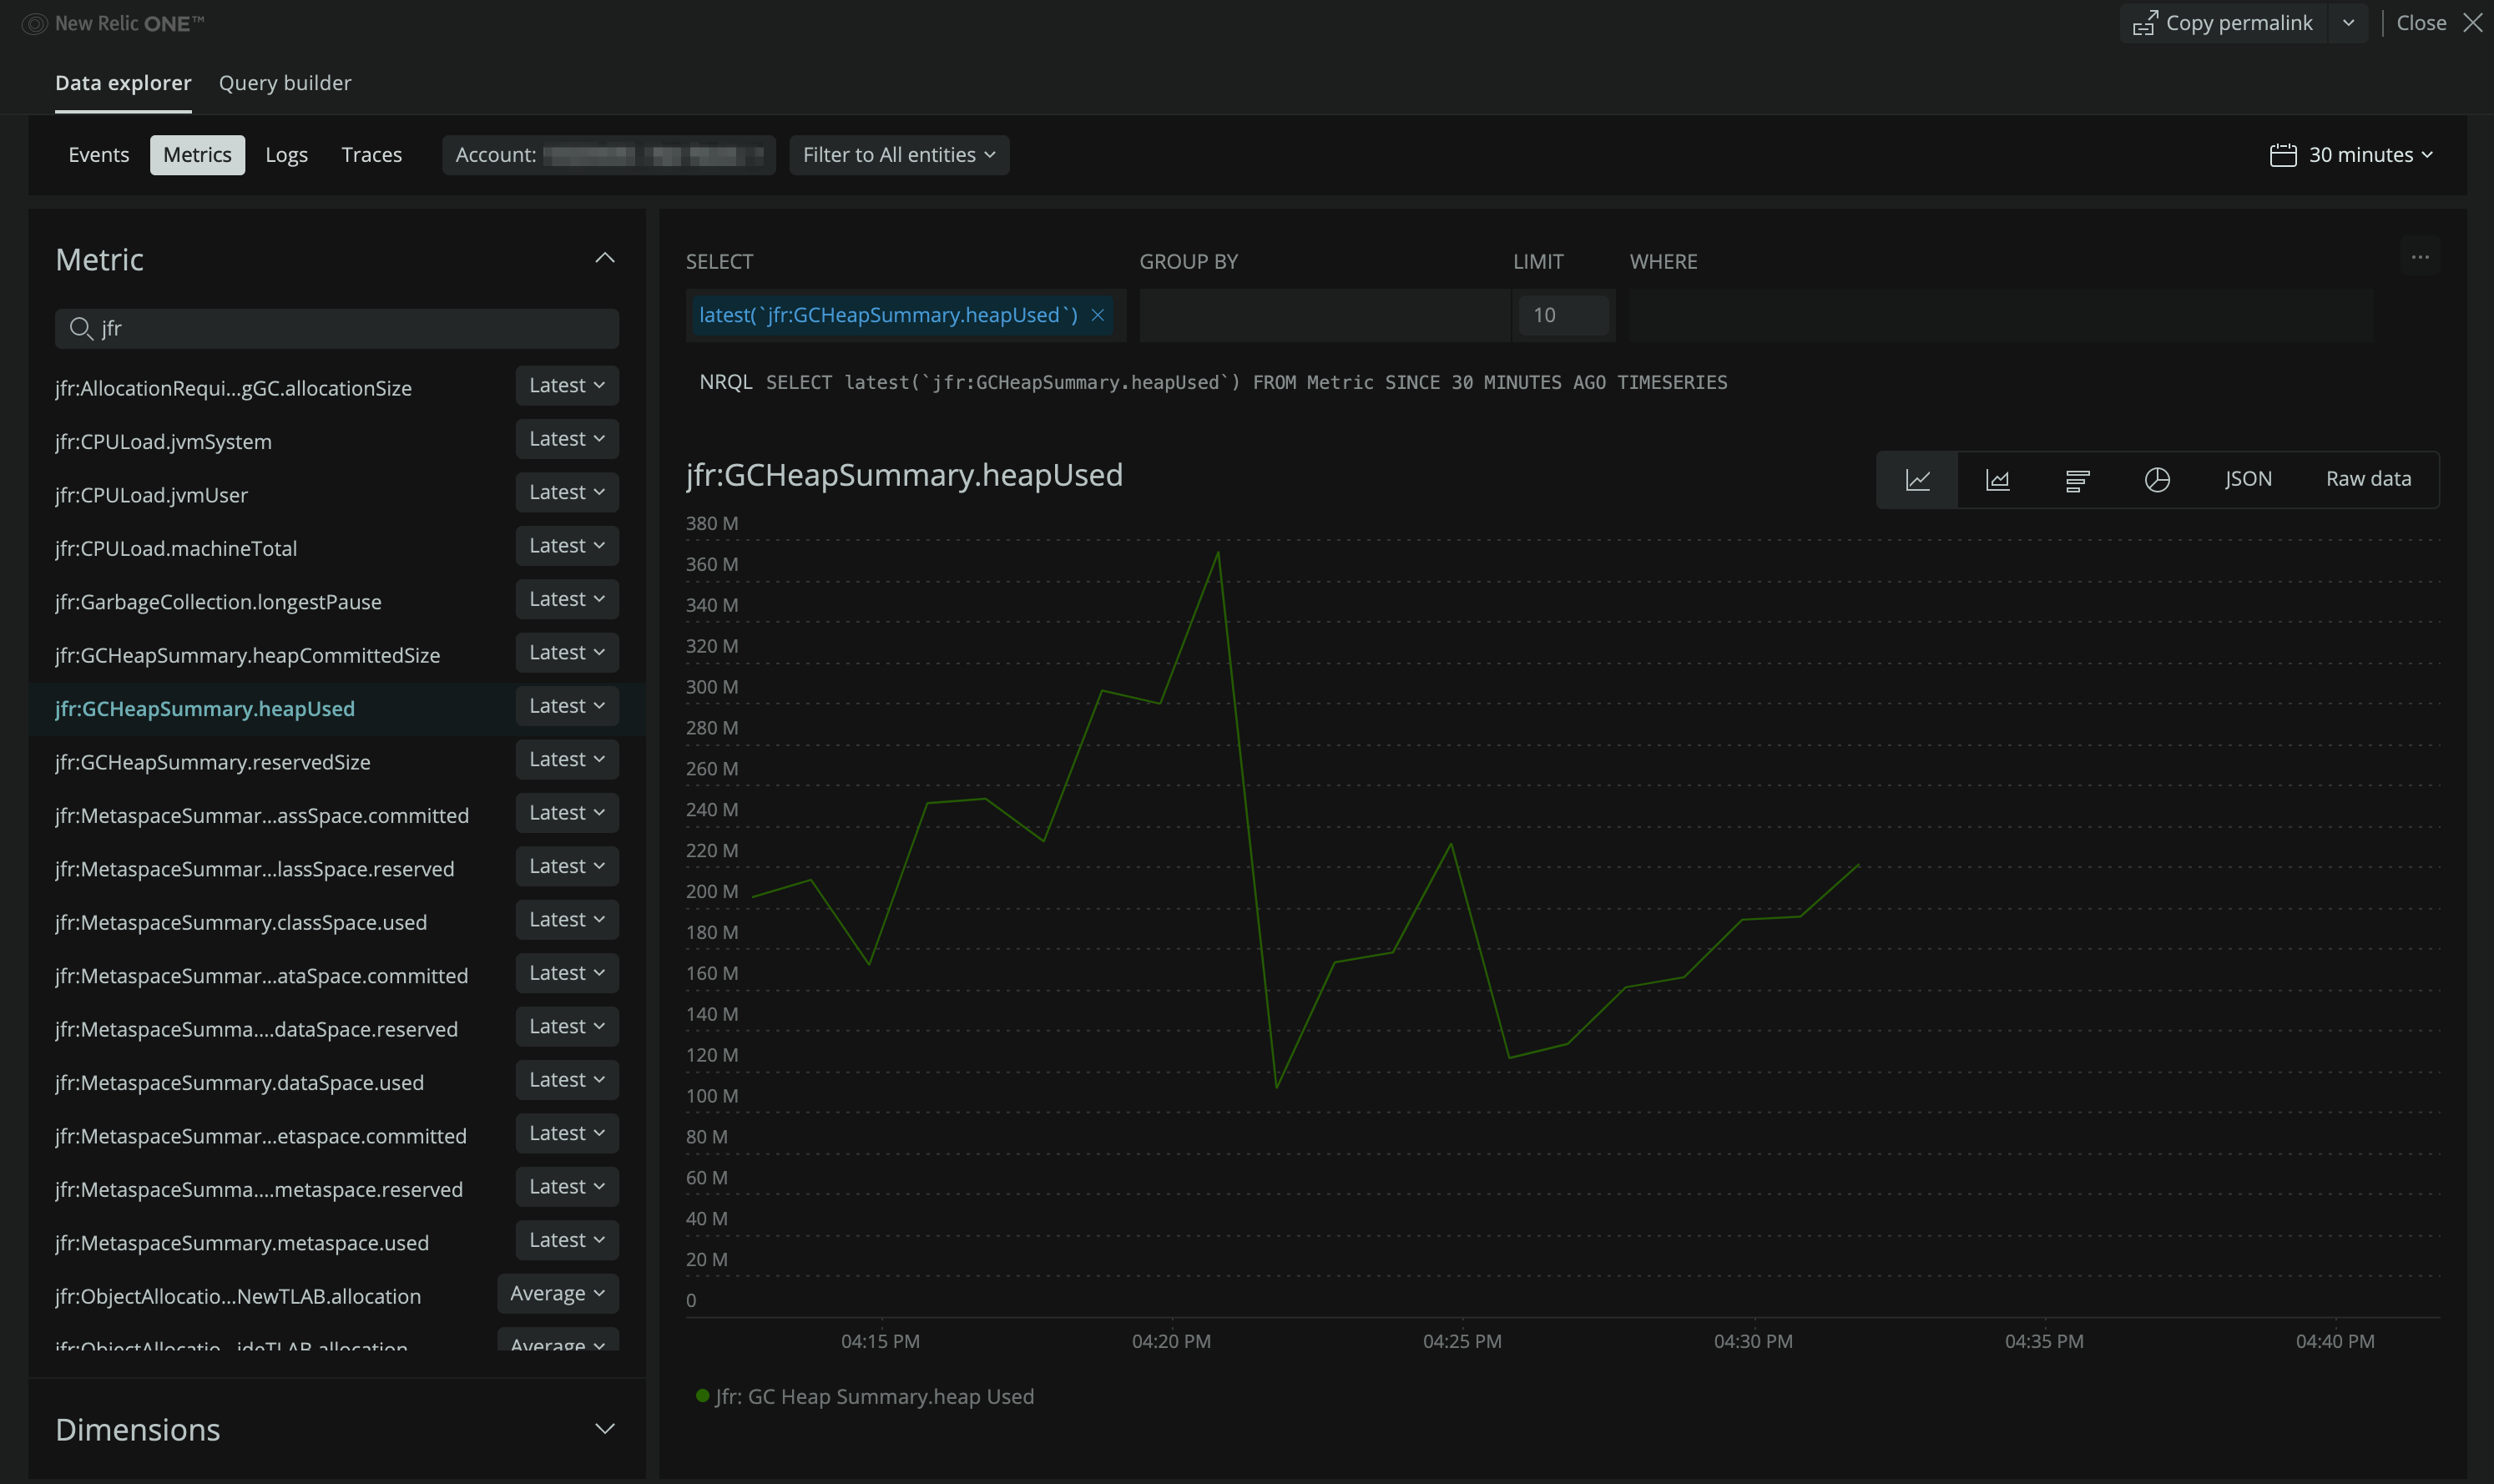 New Relic ONE™
Copy permalink
Close
Data explorer Query builder
Events Metrics Logs Traces Account: Filter to All entities 30 minutes
Metric
jfr
jfr:AllocationRequi...gGC.allocationSize Latest
jfr:CPULoad.jvmSystem Latest
jfr:CPULoad.jvmUser Latest
jfr:CPULoad.machineTotal Latest
jfr:GarbageCollection.longestPause Latest
jfr:GCHeapSummary.heapCommittedSize Latest
jfr:GCHeapSummary.heapUsed Latest
jfr:GCHeapSummary.reservedSize Latest
jfr:MetaspaceSummar...assSpace.committed Latest
jfr:MetaspaceSummar...lassSpace.reserved Latest
jfr:MetaspaceSummary.classSpace.used Latest
jfr:MetaspaceSummar...ataSpace.committed Latest
jfr:MetaspaceSumma....dataSpace.reserved Latest
jfr:MetaspaceSummary.dataSpace.used Latest
jfr:MetaspaceSummar...etaspace.committed Latest
jfr:MetaspaceSumma....metaspace.reserved Latest
jfr:MetaspaceSummary.metaspace.used Latest
jfr:ObjectAllocatio...NewTLAB.allocation Average
jfr:ObjectAllocatio...ideTLAB.allocation Average
Dimensions
SELECT GROUP BY LIMIT WHERE
...
latest(`jfr:GCHeapSummary.heapUsed`) × 10
NRQL SELECT latest(`jfr:GCHeapSummary.heapUsed`) FROM Metric SINCE 30 MINUTES AGO TIMESERIES
jfr:GCHeapSummary.heapUsed
JSON Raw data
380 M
360 M
340 M
320 M
300 M
280 M
260 M
240 M
220 M
200 M
180 M
160 M
140 M
120 M
100 M
80 M
60 M
40 M
20 M
0
04:15 PM 04:20 PM 04:25 PM 04:30 PM 04:35 PM 04:40 PM
Jfr: GC Heap Summary.heap Used